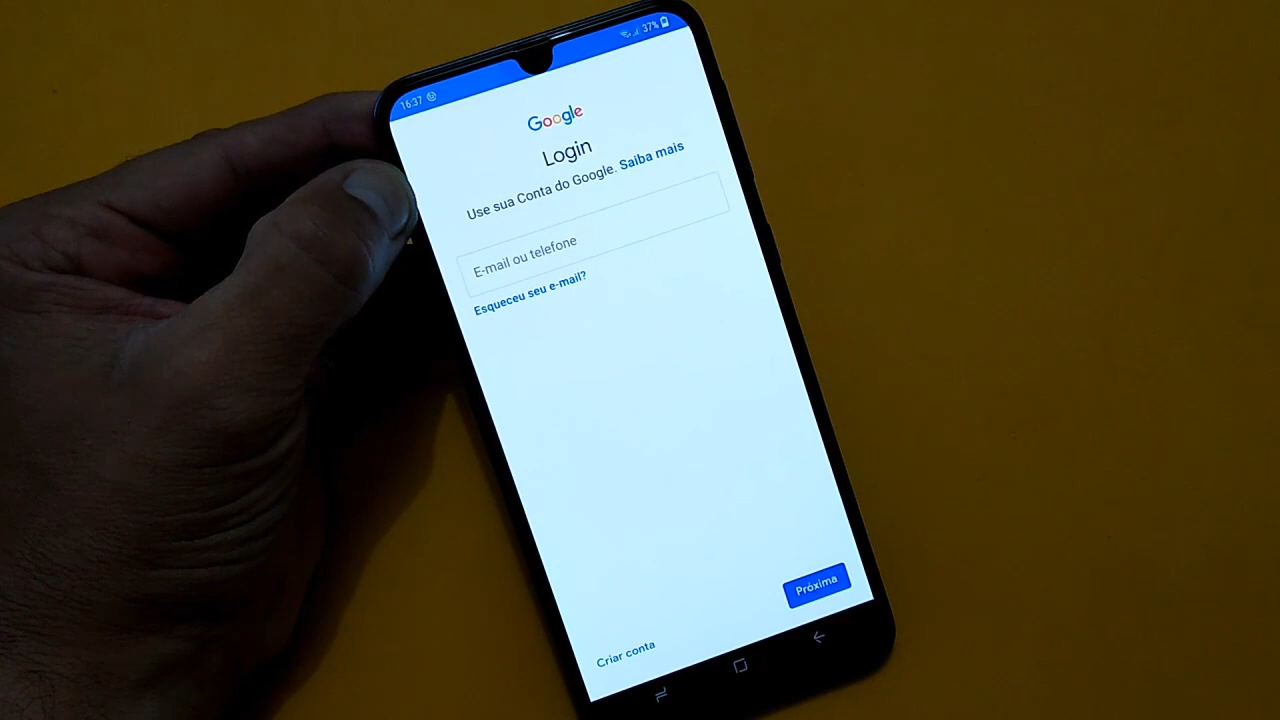 16:37
37%
Google
Login
Use sua Conta do Google. Saiba mais
E-mail ou telefone
Esqueceu seu e-mail?
Próxima
Criar conta